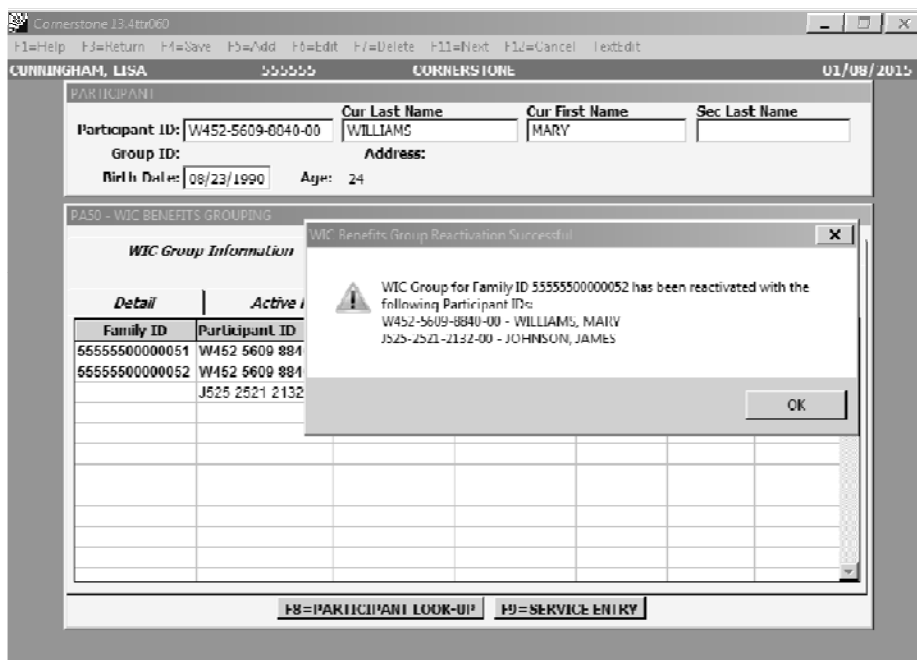 Cornerstone 13.4ttr060
F1=Help F3=Return F4=Save F5=Add F6=Edit F7=Delete F11=Next F12=Cancel TextEdit
CUNNINGHAM, LISA 555555 CORNERSTONE 01/08/2015
PARTICIPANT
Cur Last Name Cur First Name Sec Last Name
Participant ID: W452-5609-8840-00 WILLIAMS MARY
Group ID: Address:
Birth Date: 08/23/1990 Age: 24
PA50 - WIC BENEFITS GROUPING
WIC Group Information
WIC Benefits Group Reactivation Successful
WIC Group for Family ID 55555500000052 has been reactivated with the
following Participant IDs:
W452-5609-8840-00 - WILLIAMS, MARY
J525-2521-2132-00 - JOHNSON, JAMES
OK
Detail Active
Family ID Participant ID
55555500000051 W452 5609 884
55555500000052 W452 5609 884
J525 2521 2132
F8=PARTICIPANT LOOK-UP F9=SERVICE ENTRY